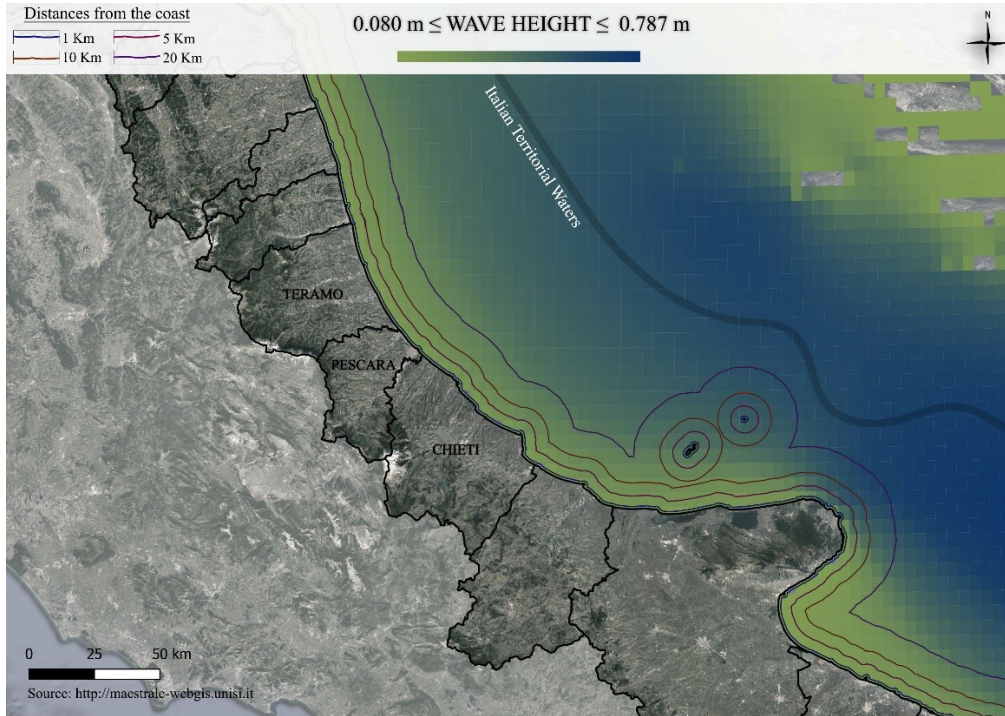 Distances from the coast
1 Km
5 Km
10 Km
20 Km
0.080 m ≤ WAVE HEIGHT ≤ 0.787 m
N
Italian Territorial Waters
TERAMO
PESCARA
CHIETI
0 25 50 km
Source: http://maestrale-webgis.unisi.it